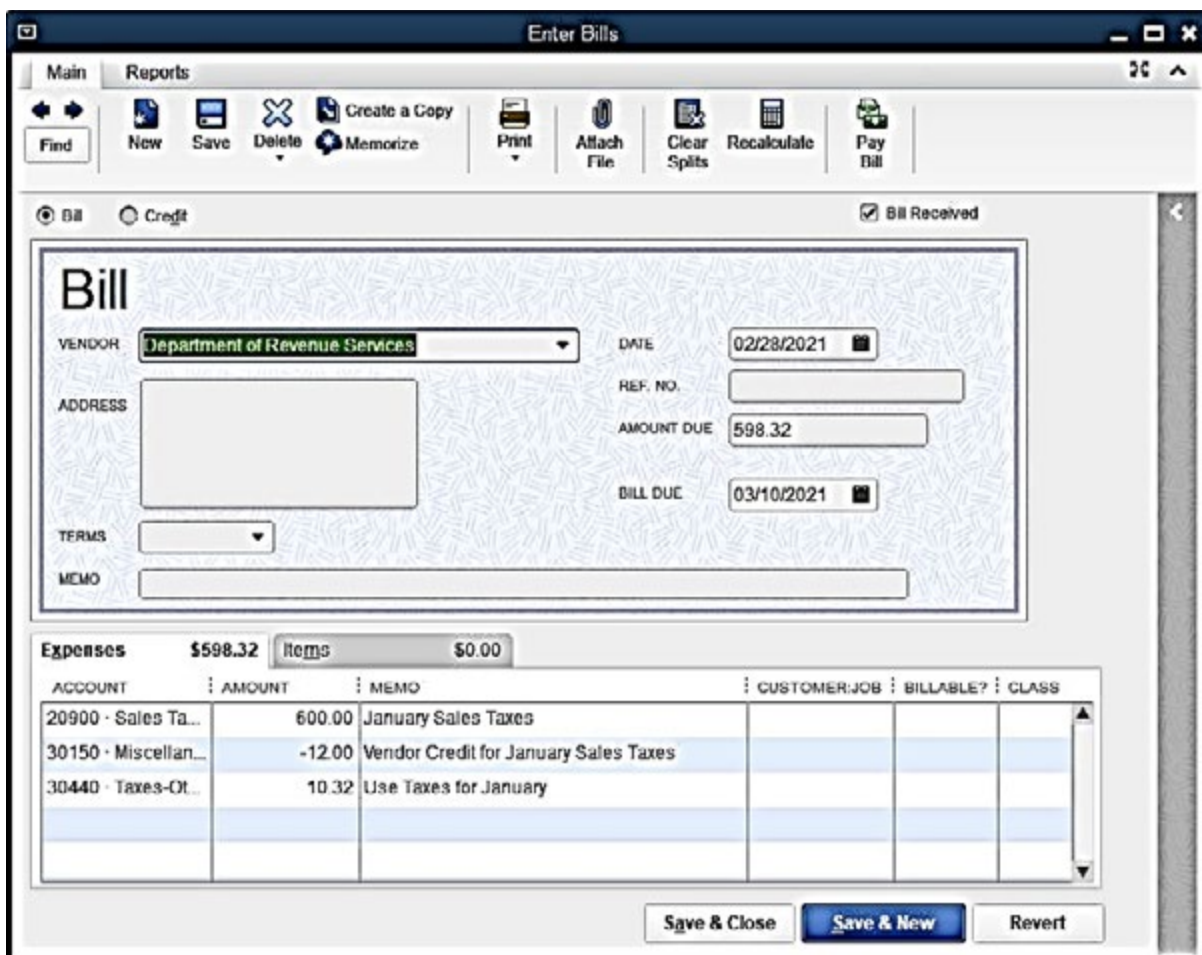 Enter Bills
Main Reports
Find New Save Delete Create a Copy Memorize Print Attach File Clear Splits Recalculate Pay Bill
Bill Credit Bill Received
Bill
VENDOR Department of Revenue Services DATE 02/28/2021
ADDRESS REF. NO.
AMOUNT DUE 598.32
BILL DUE 03/10/2021
TERMS
MEMO
Expenses $598.32 Items $0.00
ACCOUNT AMOUNT MEMO CUSTOMER:JOB BILLABLE? CLASS
20900 · Sales Ta... 600.00 January Sales Taxes
30150 · Miscellan... -12.00 Vendor Credit for January Sales Taxes
30440 · Taxes-Ot... 10.32 Use Taxes for January
Save & Close Save & New Revert